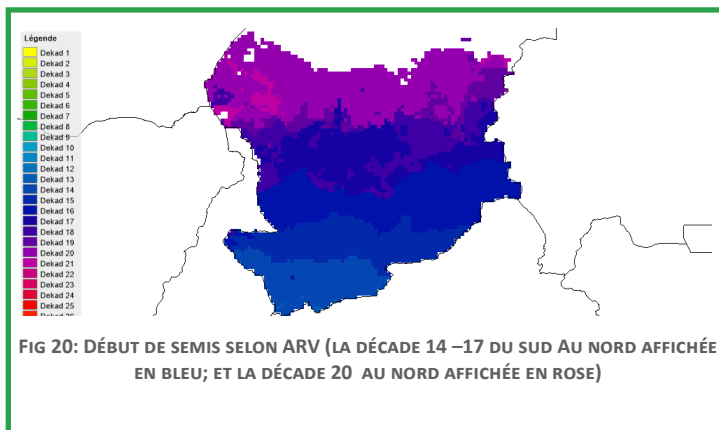 Légende
Dekad 1
Dekad 2
Dekad 3
Dekad 4
Dekad 5
Dekad 6
Dekad 7
Dekad 8
Dekad 9
Dekad 10
Dekad 11
Dekad 12
Dekad 13
Dekad 14
Dekad 15
Dekad 16
Dekad 17
Dekad 18
Dekad 19
Dekad 20
Dekad 21
Dekad 22
Dekad 23
Dekad 24
Dekad 25
FIG 20: DÉBUT DE SEMIS SELON ARV (LA DÉCADE 14 –17 DU SUD AU NORD AFFICHÉE
EN BLEU; ET LA DÉCADE 20 AU NORD AFFICHÉE EN ROSE)